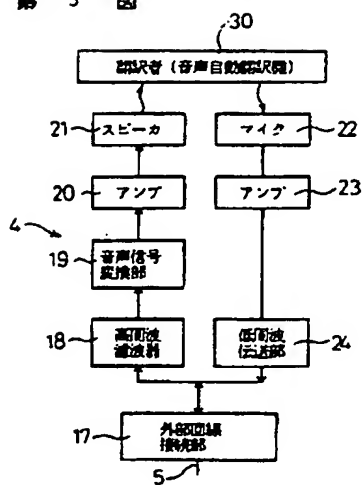 第 3 図
30
翻訳者（音声自動翻訳機）
21 スピーカ
マイク 22
20 アンプ
アンプ 23
4
19 音声信号
変換部
18 高周波
濾波器
低周波
伝送部 24
17 外部回線
接続部
5